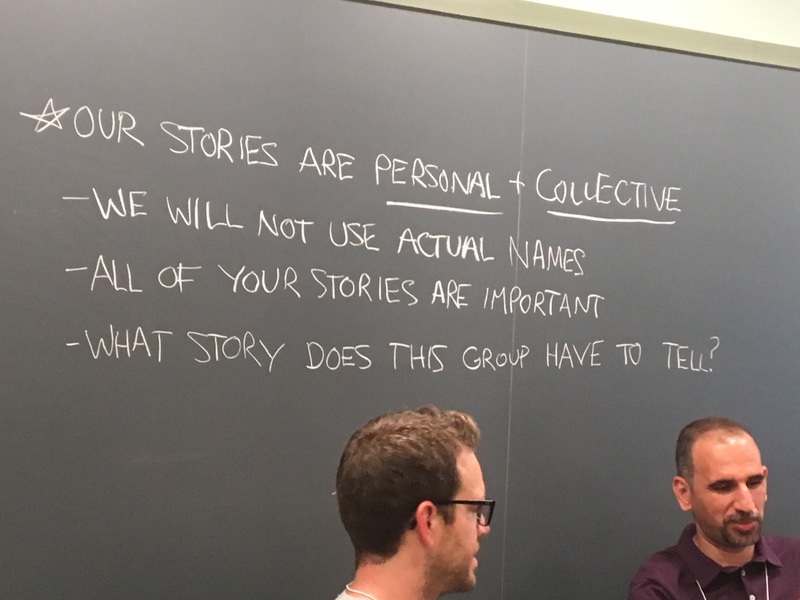 ☆ OUR STORIES ARE PERSONAL + COLLECTIVE
- WE WILL NOT USE ACTUAL NAMES
- ALL OF YOUR STORIES ARE IMPORTANT
- WHAT STORY DOES THIS GROUP HAVE TO TELL?